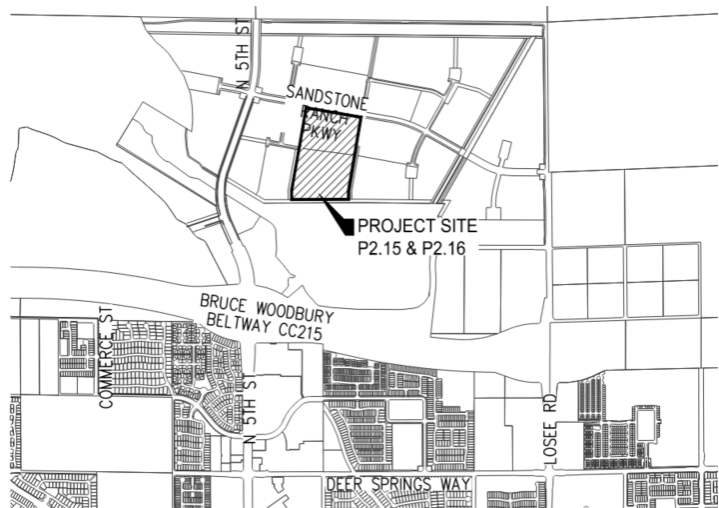 N 5TH ST
SANDSTONE
RANCH
PKWY
PROJECT SITE
P2.15 & P2.16
BRUCE WOODBURY
BELTWAY CC215
COMMERCE ST
N 5TH ST
LOSEE RD
DEER SPRINGS WAY